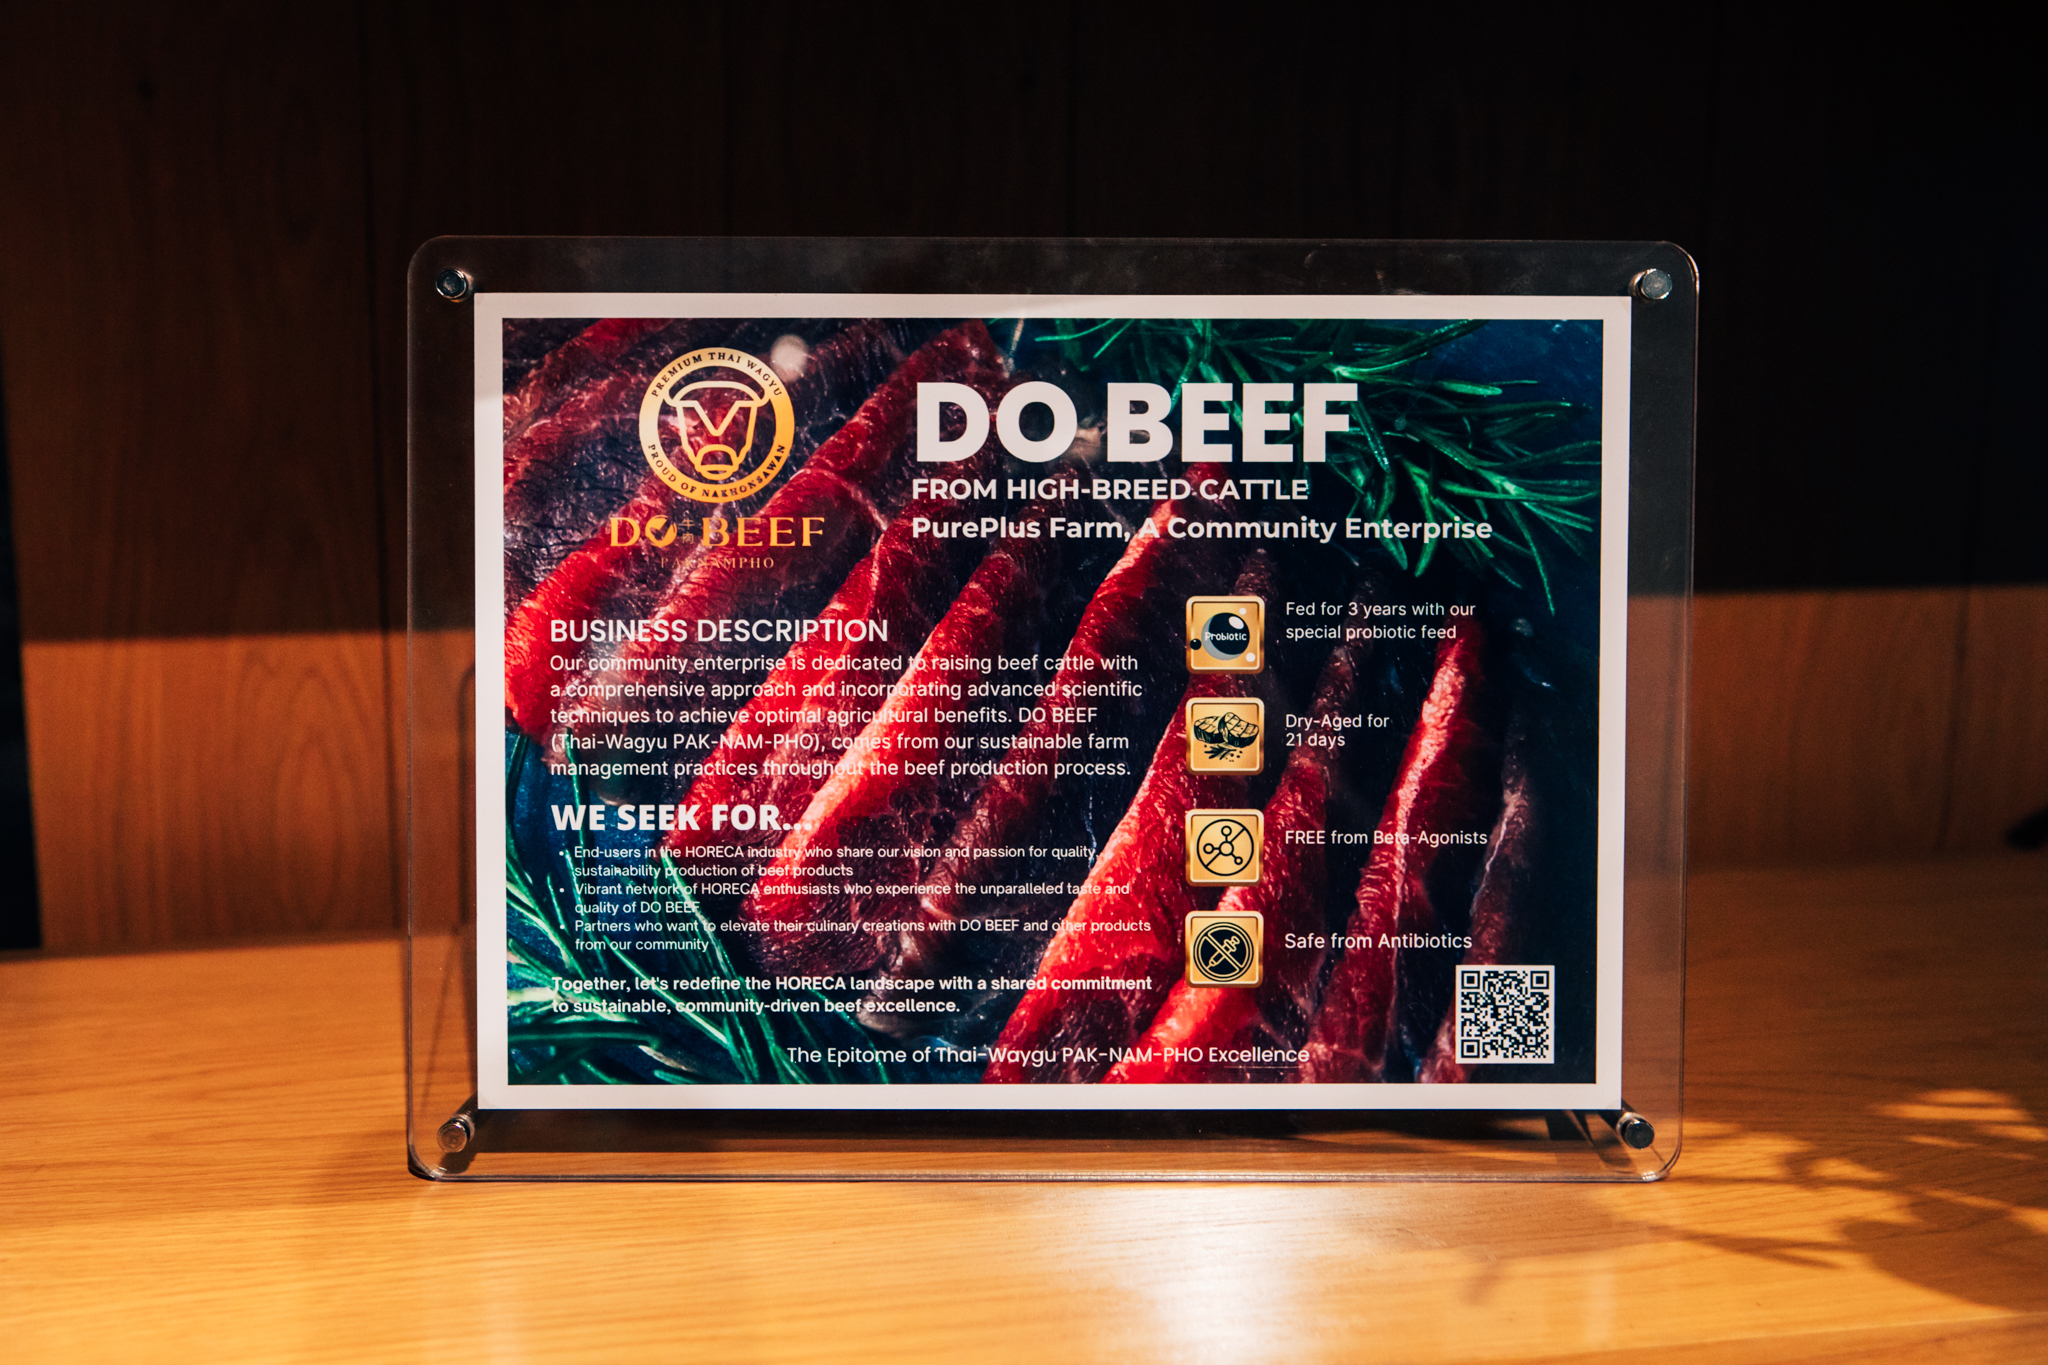 PREMIUM THAI WAGYU
PROUD OF NAKHONSAWAN
DO 牛肉 BEEF
PAKNAMPHO
DO BEEF
FROM HIGH-BREED CATTLE
PurePlus Farm, A Community Enterprise
BUSINESS DESCRIPTION
Our community enterprise is dedicated to raising beef cattle with
a comprehensive approach and incorporating advanced scientific
techniques to achieve optimal agricultural benefits. DO BEEF
(Thai-Wagyu PAK-NAM-PHO), comes from our sustainable farm
management practices throughout the beef production process.
WE SEEK FOR...
• End-users in the HORECA industry who share our vision and passion for quality,
sustainability production of beef products
• Vibrant network of HORECA enthusiasts who experience the unparalleled taste and
quality of DO BEEF
• Partners who want to elevate their culinary creations with DO BEEF and other products
from our community
Together, let's redefine the HORECA landscape with a shared commitment
to sustainable, community-driven beef excellence.
Probiotic
Fed for 3 years with our
special probiotic feed
Dry-Aged for
21 days
FREE from Beta-Agonists
Safe from Antibiotics
The Epitome of Thai-Waygu PAK-NAM-PHO Excellence